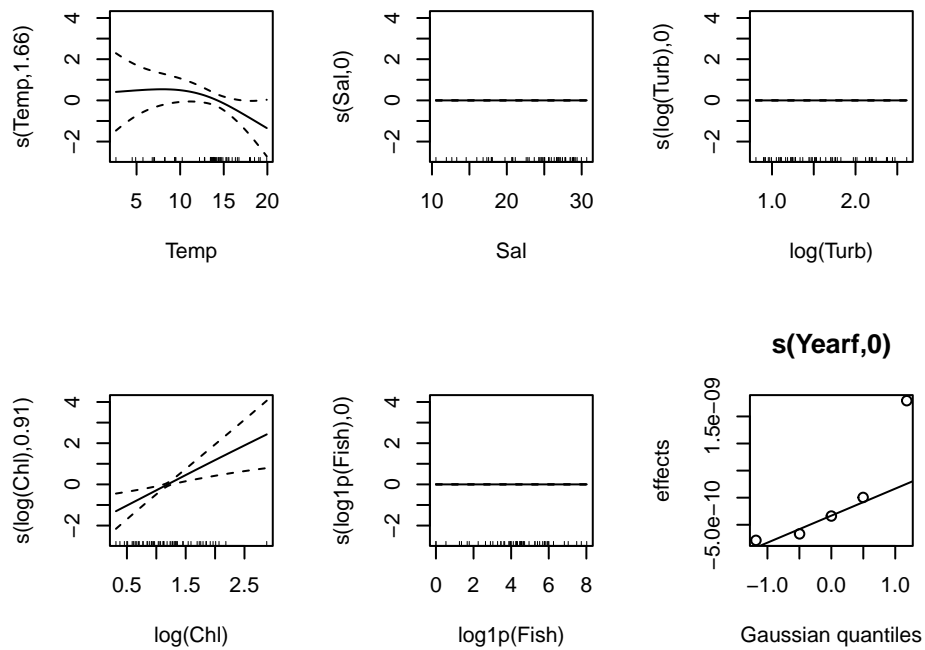 s(Temp,1.66)
4
2
0
−2
5
10
15
20
Temp
s(Sal,0)
4
2
0
−2
10
20
30
Sal
s(log(Turb),0)
4
2
0
−2
1.0
2.0
log(Turb)
s(log(Chl),0.91)
4
2
0
−2
0.5
1.5
2.5
log(Chl)
s(log1p(Fish),0)
4
2
0
−2
0
2
4
6
8
log1p(Fish)
s(Yearf,0)
effects
1.5e−09
−5.0e−10
−1.0
0.0
1.0
Gaussian quantiles